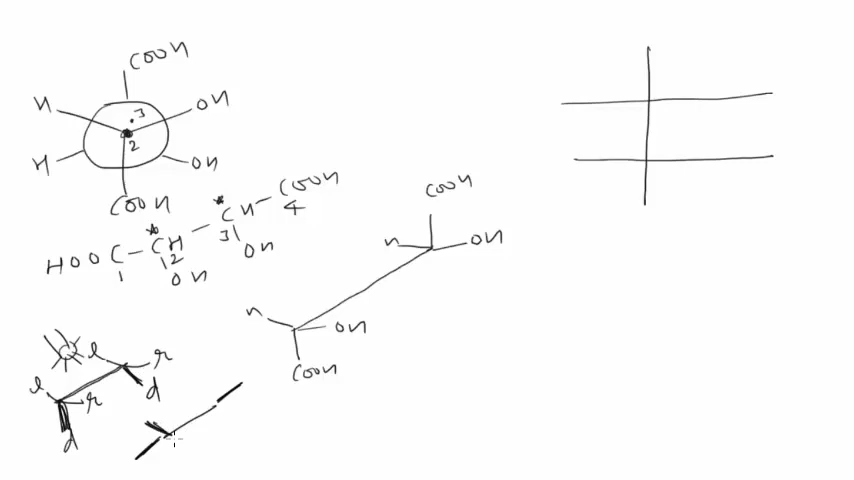 COOH
H OH
3
2
H OH
COOH
HOOC - CH - CH - COOH
* *
1 2 3 4
OH OH
COOH
H OH
H OH
COOH
l r
l r d
d